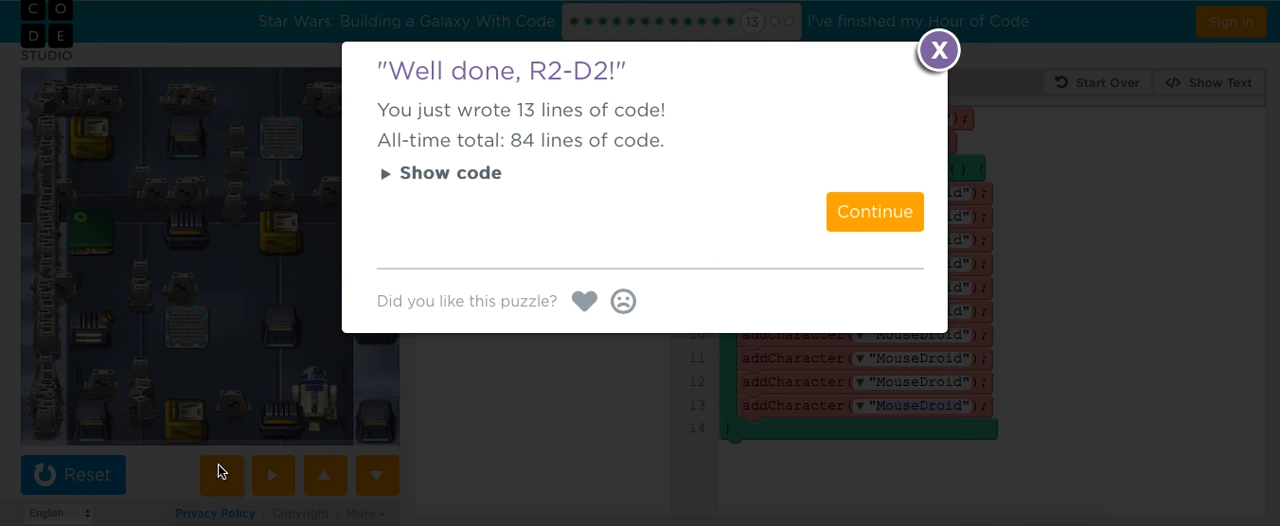 C O
D E
STUDIO
Star Wars: Building a Galaxy With Code
13
I've finished my Hour of Code
Sign in
Start Over
</> Show Text
X
"Well done, R2-D2!"
You just wrote 13 lines of code!
All-time total: 84 lines of code.
Show code
Continue
Did you like this puzzle?
");
() {
d");
d");
d");
d");
d");
d");
10 addCharacter("MouseDroid");
11 addCharacter("MouseDroid");
12 addCharacter("MouseDroid");
13 addCharacter("MouseDroid");
14 }
Reset
English
Privacy Policy | Copyright | More